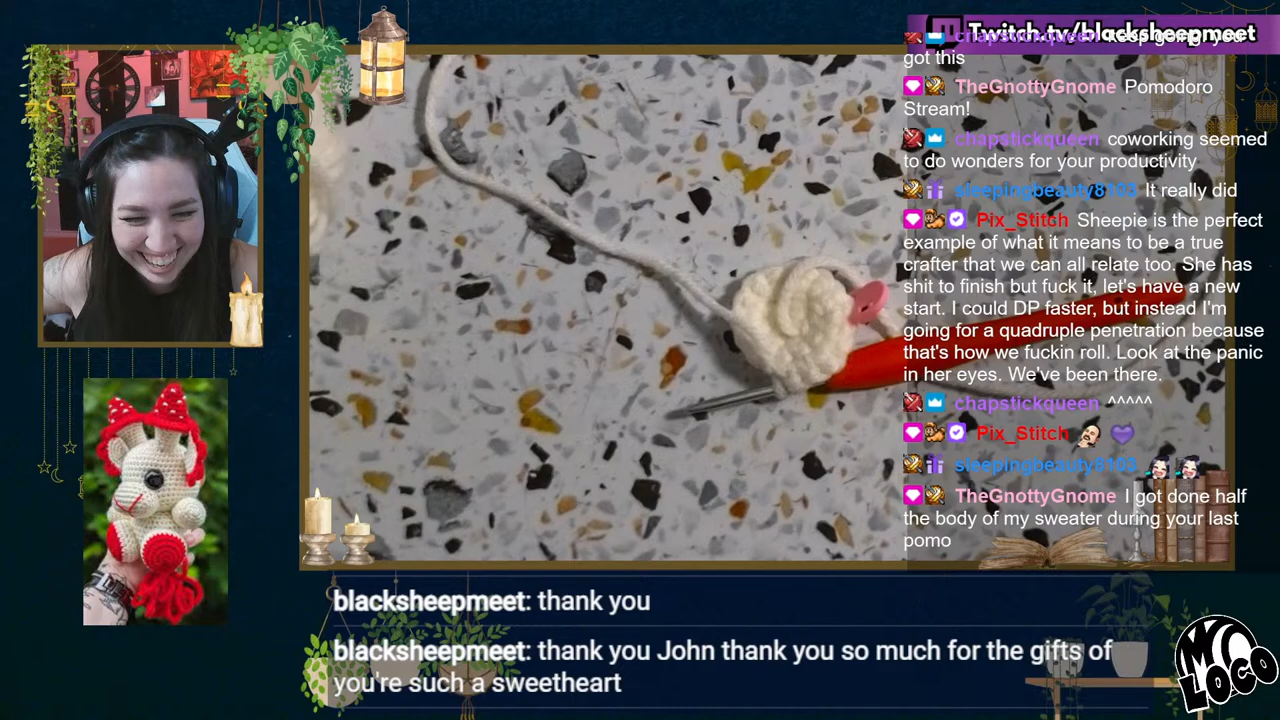 Twitch.tv/blacksheepmeet
chapstickqueen keep going, your
got this
TheGnottyGnome Pomodoro
Stream!
chapstickqueen coworking seemed
to do wonders for your productivity
sleepingbeauty8103 It really did
Pix_Stitch Sheepie is the perfect
example of what it means to be a true
crafter that we can all relate too. She has
shit to finish but fuck it, let's have a new
start. I could DP faster, but instead I'm
going for a quadruple penetration because
that's how we fuckin roll. Look at the panic
in her eyes. We've been there.
chapstickqueen ^^^^^
Pix_Stitch
sleepingbeauty8103
TheGnottyGnome I got done half
the body of my sweater during your last
pomo
blacksheepmeet: thank you
blacksheepmeet: thank you John thank you so much for the gifts of
you're such a sweetheart
MC
LOCO